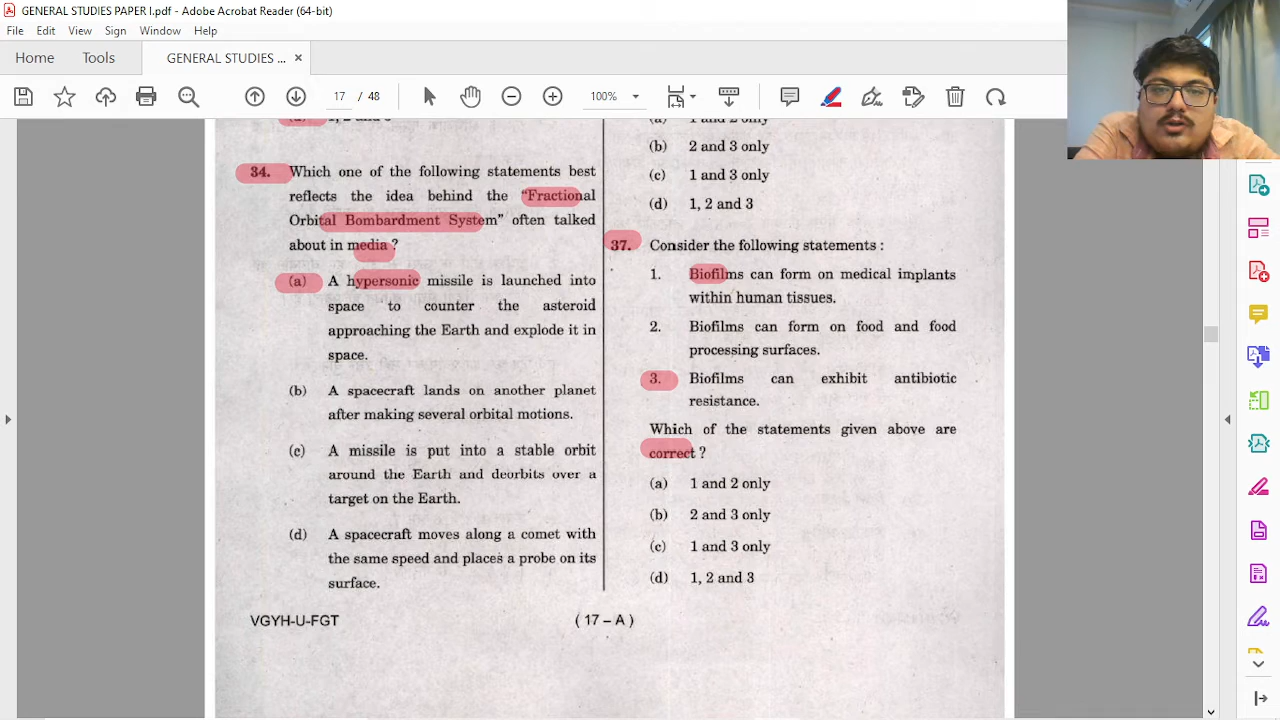 GENERAL STUDIES PAPER I.pdf - Adobe Acrobat Reader (64-bit)
File Edit View Sign Window Help
Home Tools GENERAL STUDIES ... ×
17 / 48 100%
34. Which one of the following statements best
reflects the idea behind the “Fractional
Orbital Bombardment System” often talked
about in media ?
(a) A hypersonic missile is launched into
space to counter the asteroid
approaching the Earth and explode it in
space.
(b) A spacecraft lands on another planet
after making several orbital motions.
(c) A missile is put into a stable orbit
around the Earth and deorbits over a
target on the Earth.
(d) A spacecraft moves along a comet with
the same speed and places a probe on its
surface.
(a) 1 and 2 only
(b) 2 and 3 only
(c) 1 and 3 only
(d) 1, 2 and 3
37. Consider the following statements :
1. Biofilms can form on medical implants
within human tissues.
2. Biofilms can form on food and food
processing surfaces.
3. Biofilms can exhibit antibiotic
resistance.
Which of the statements given above are
correct ?
(a) 1 and 2 only
(b) 2 and 3 only
(c) 1 and 3 only
(d) 1, 2 and 3
VGYH-U-FGT ( 17 – A )